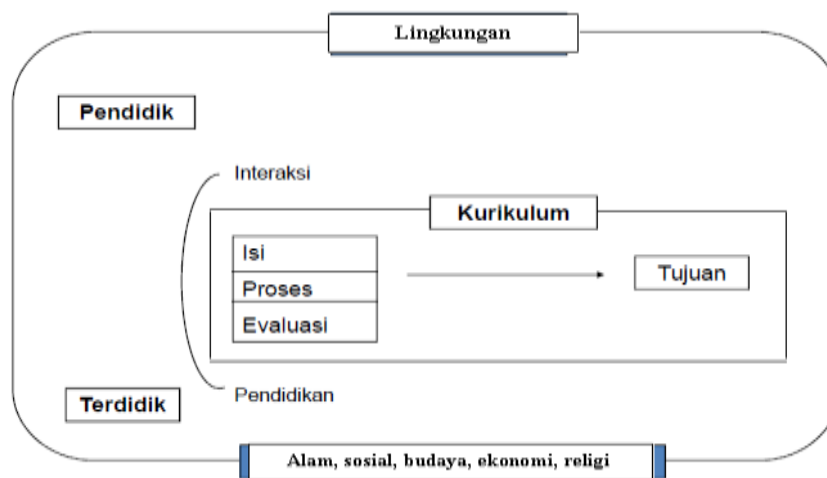 Lingkungan
Pendidik
Interaksi
Kurikulum
Isi
Proses
Evaluasi
Tujuan
Pendidikan
Terdidik
Alam, sosial, budaya, ekonomi, religi